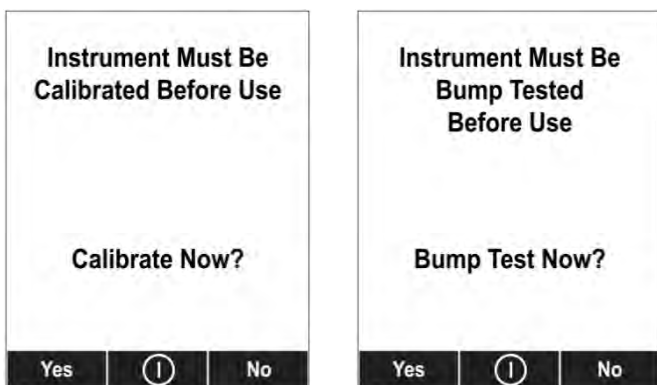 Instrument Must Be
Calibrated Before Use
Calibrate Now?
Yes
No
Instrument Must Be
Bump Tested
Before Use
Bump Test Now?
Yes
No